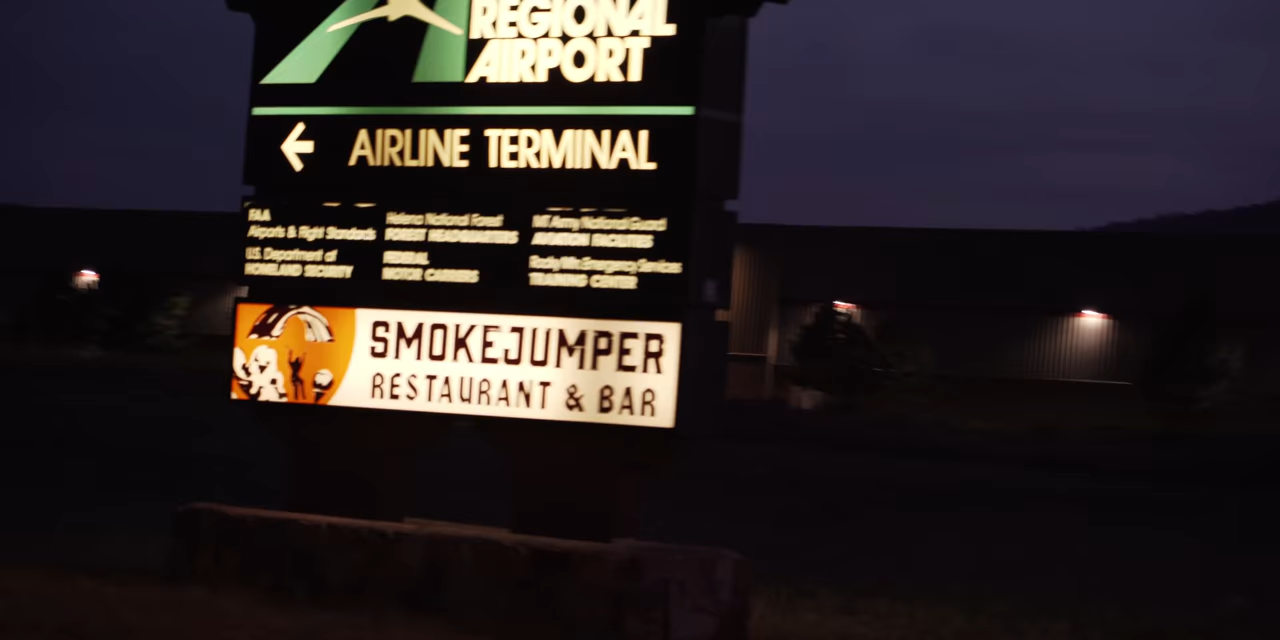 REGIONAL
AIRPORT
AIRLINE TERMINAL
FAA
Airports & Flight Standards
U.S. Department of
HOMELAND SECURITY
Helena National Forest
FOREST HEADQUARTERS
FEDERAL
MOTOR CARRIERS
MT Army National Guard
AVIATION FACILITIES
Rocky Mtn Emergency Services
TRAINING CENTER
SMOKEJUMPER
RESTAURANT & BAR